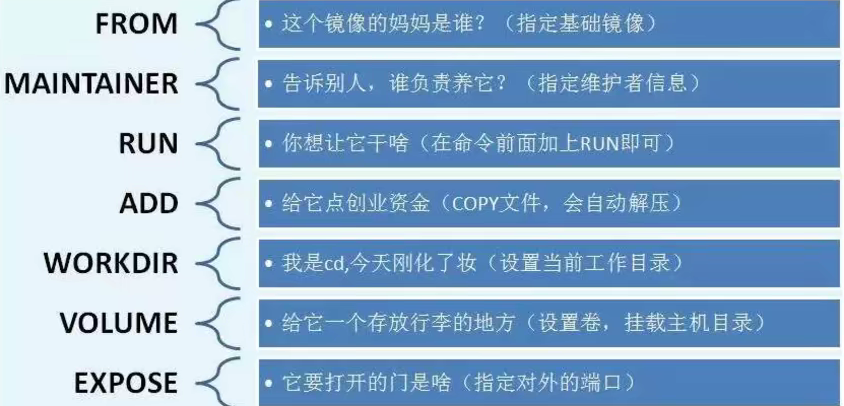 FROM
• 这个镜像的妈妈是谁？（指定基础镜像）
MAINTAINER
• 告诉别人，谁负责养它？（指定维护者信息）
RUN
• 你想让它干啥（在命令前面加上RUN即可）
ADD
• 给它点创业资金（COPY文件，会自动解压）
WORKDIR
• 我是cd,今天刚化了妆（设置当前工作目录）
VOLUME
• 给它一个存放行李的地方（设置卷，挂载主机目录）
EXPOSE
• 它要打开的门是啥（指定对外的端口）